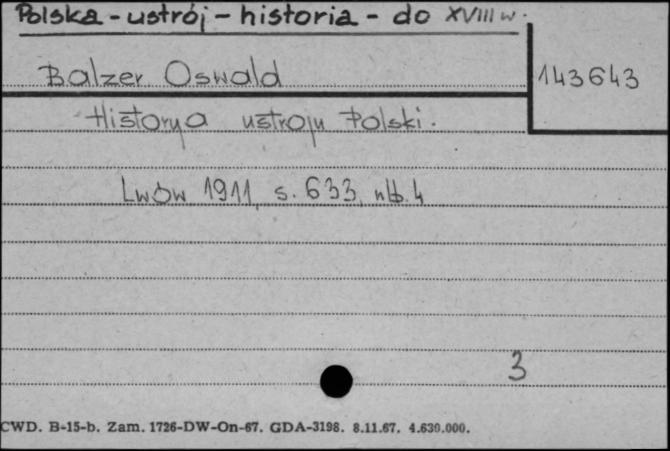 Polska - ustrój - historia - do XVIII w.
Balzer Oswald
143643
Historya ustroju Polski.
Lwów 1911, s. 633, nlb. 4
3
CWD. B-15-b. Zam. 1726-DW-On-67. GDA-3198. 8.11.67. 4.630.000.